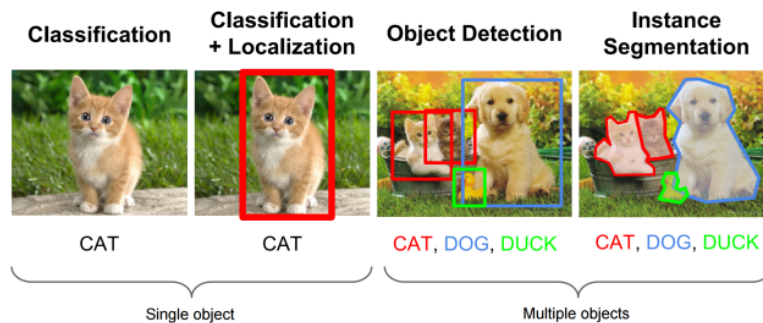 Classification
Classification
+ Localization
Object Detection
Instance
Segmentation
CAT
CAT
CAT, DOG, DUCK
CAT, DOG, DUCK
Single object
Multiple objects